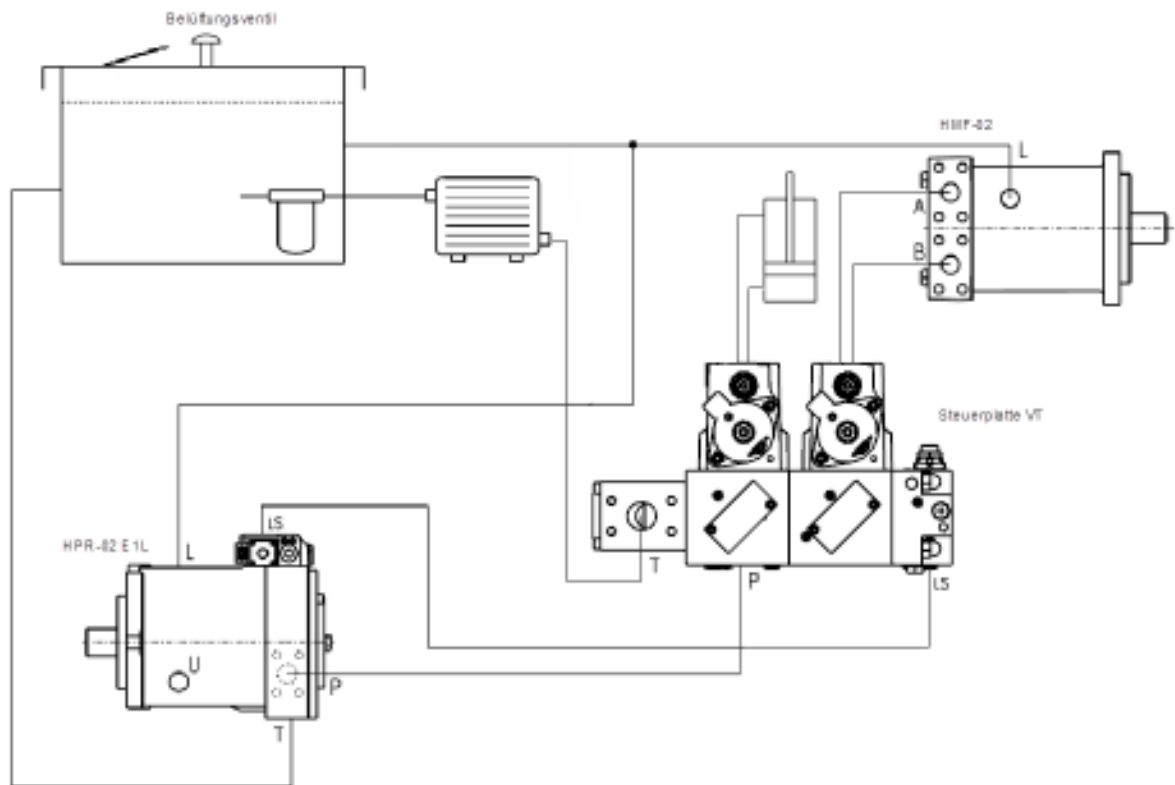 Belüftungsventil
HMF-02
L
A
B
Steuerplatte VT
LS
HPR-02 E1L
L
T
P
LS
U
P
T